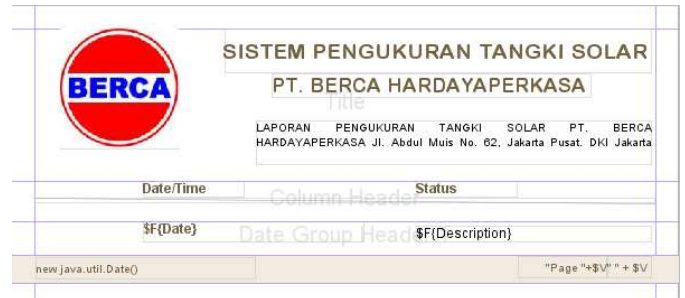 SISTEM PENGUKURAN TANGKI SOLAR
BERCA
PT. BERCA HARDAYAPERKASA
Title
LAPORAN PENGUKURAN TANGKI SOLAR PT. BERCA
HARDAYAPERKASA Jl. Abdul Muis No. 62, Jakarta Pusat. DKI Jakarta
Date/Time Status
Column Header
$F{Date} $F{Description}
Date Group Header
new java.util.Date() "Page "+$V" " + $V